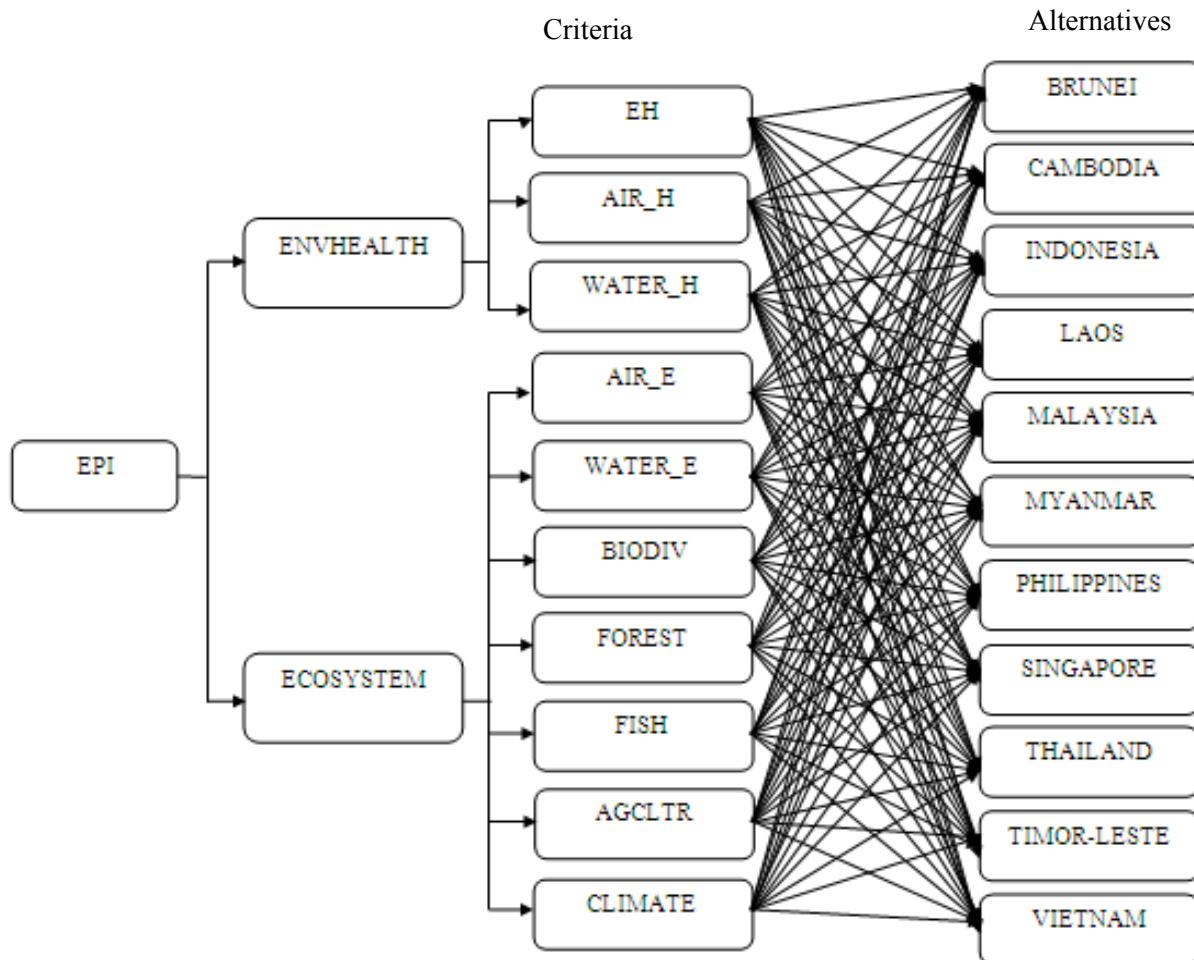 Criteria
Alternatives
EPI
ENVHEALTH
ECOSYSTEM
EH
AIR_H
WATER_H
AIR_E
WATER_E
BIODIV
FOREST
FISH
AGCLTR
CLIMATE
BRUNEI
CAMBODIA
INDONESIA
LAOS
MALAYSIA
MYANMAR
PHILIPPINES
SINGAPORE
THAILAND
TIMOR-LESTE
VIETNAM